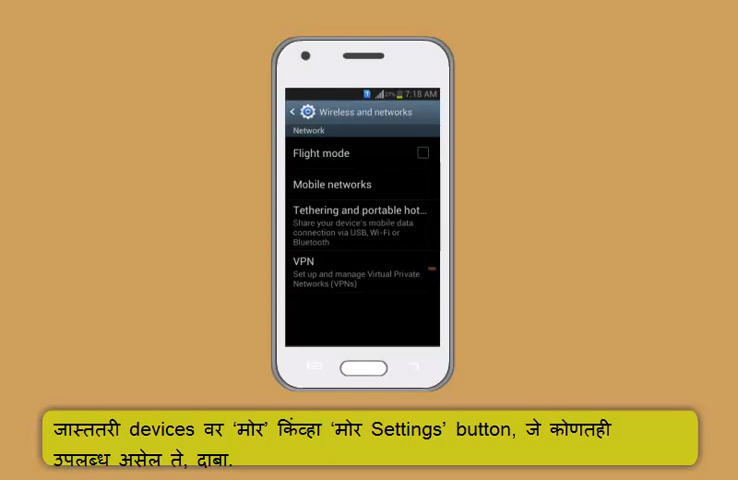 7:18 AM
Wireless and networks
Network
Flight mode
Mobile networks
Tethering and portable hot...
Share your device's mobile data
connection via USB, Wi-Fi or
Bluetooth
VPN
Set up and manage Virtual Private
Networks (VPNs)
जास्ततरी devices वर ‘मोर’ किंव्हा ‘मोर Settings’ button, जे कोणतही
उपलब्ध असेल ते, दाबा.